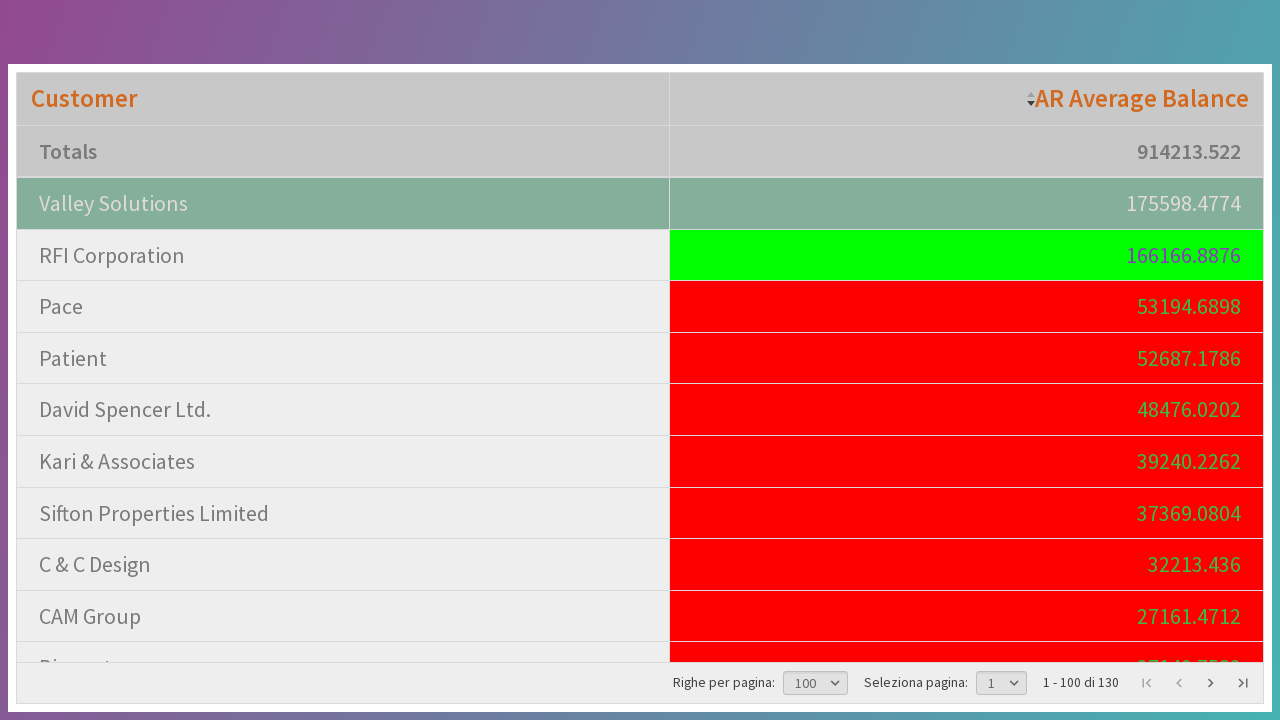 Customer AR Average Balance
Totals 914213.522
Valley Solutions 175598.4774
RFI Corporation 166166.8876
Pace 53194.6898
Patient 52687.1786
David Spencer Ltd. 48476.0202
Kari & Associates 39240.2262
Sifton Properties Limited 37369.0804
C & C Design 32213.436
CAM Group 27161.4712
Righe per pagina: 100 Seleziona pagina: 1 1 - 100 di 130